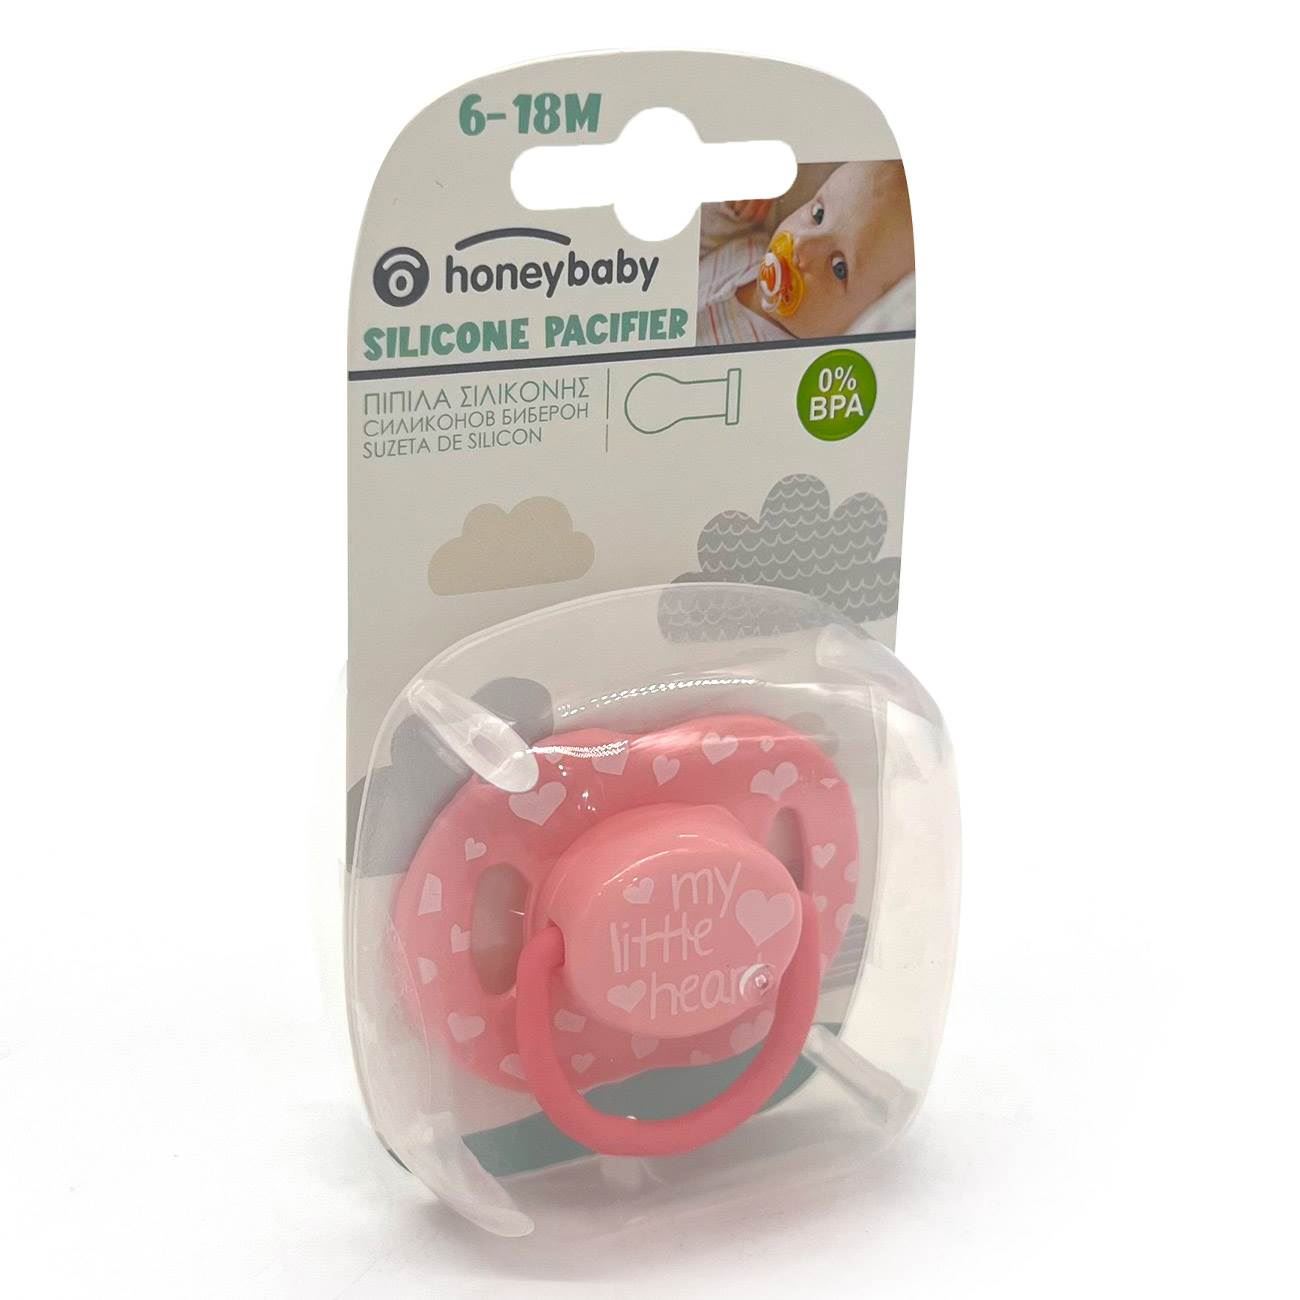 6-18M
honeybaby
SILICONE PACIFIER
ΠΙΠΙΛΑ ΣΙΛΙΚΟΝΗΣ
СИЛИКОНОВ БИБЕРОН
SUZETA DE SILICON
0%
BPA
my
little
heart